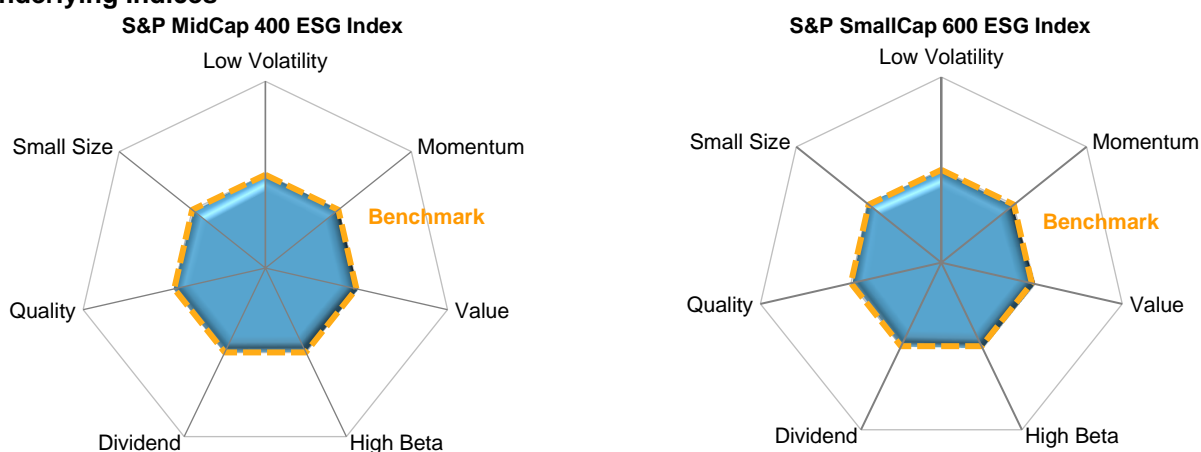 S&P MidCap 400 ESG Index
Low Volatility
Small Size
Momentum
Benchmark
Quality
Value
Dividend
High Beta
S&P SmallCap 600 ESG Index
Low Volatility
Small Size
Momentum
Benchmark
Quality
Value
Dividend
High Beta